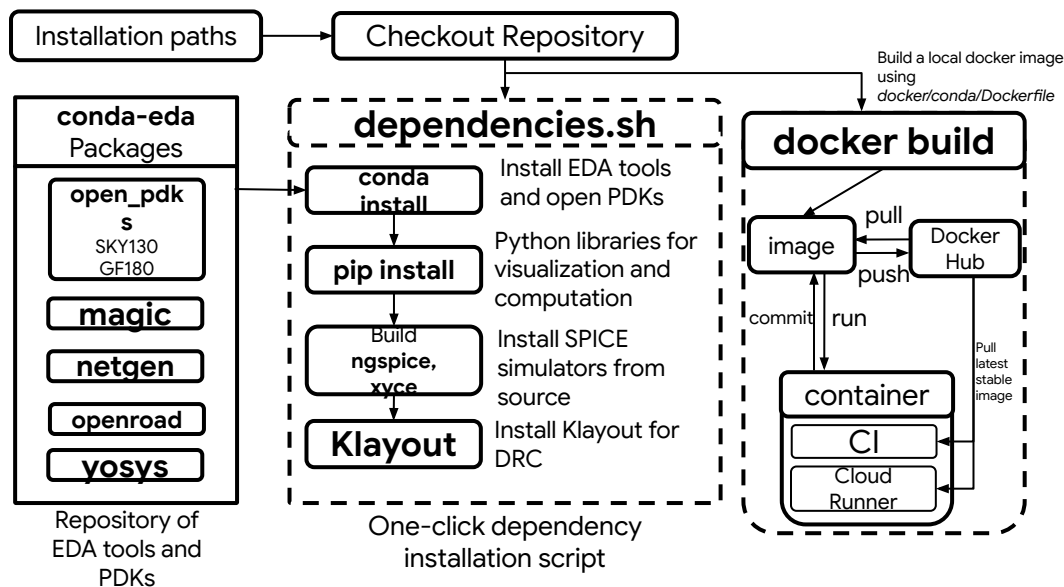 Installation paths
Checkout Repository
Build a local docker image
using
docker/conda/Dockerfile
conda-eda
Packages
open_pdk
s
SKY130
GF180
magic
netgen
openroad
yosys
Repository of
EDA tools and
PDKs
dependencies.sh
conda
install
Install EDA tools
and open PDKs
pip install
Python libraries for
visualization and
computation
Build
ngspice,
xyce
Install SPICE
simulators from
source
Klayout
Install Klayout for
DRC
One-click dependency
installation script
docker build
image
pull
push
Docker
Hub
commit
run
Pull
latest
stable
image
container
CI
Cloud
Runner